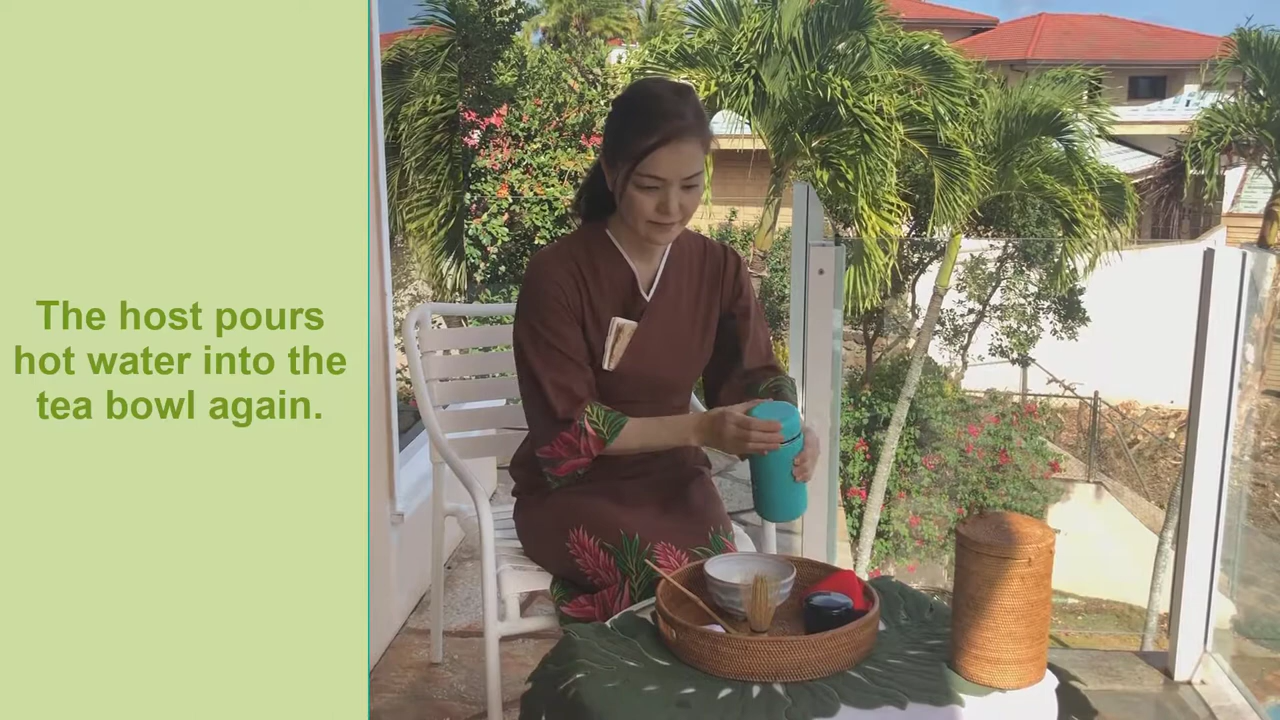 The host pours
hot water into the
tea bowl again.